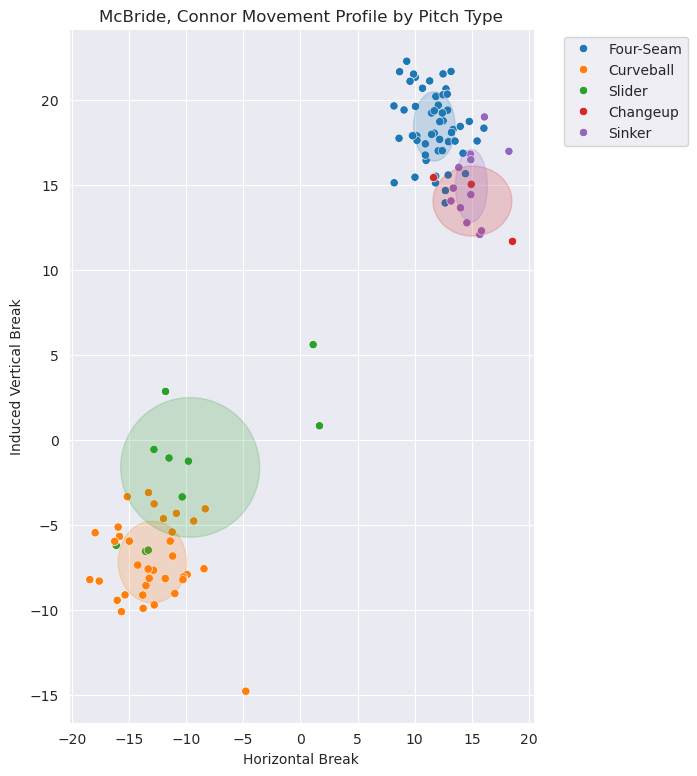 McBride, Connor Movement Profile by Pitch Type
Four-Seam
Curveball
Slider
Changeup
Sinker
Induced Vertical Break
20
15
10
5
0
−5
−10
−15
−20
−15
−10
−5
0
5
10
15
20
Horizontal Break